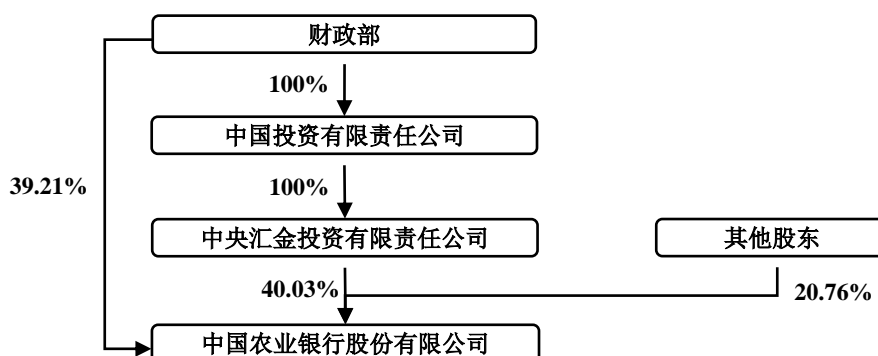 财政部
100%
中国投资有限责任公司
39.21%
100%
中央汇金投资有限责任公司
其他股东
40.03%
20.76%
中国农业银行股份有限公司